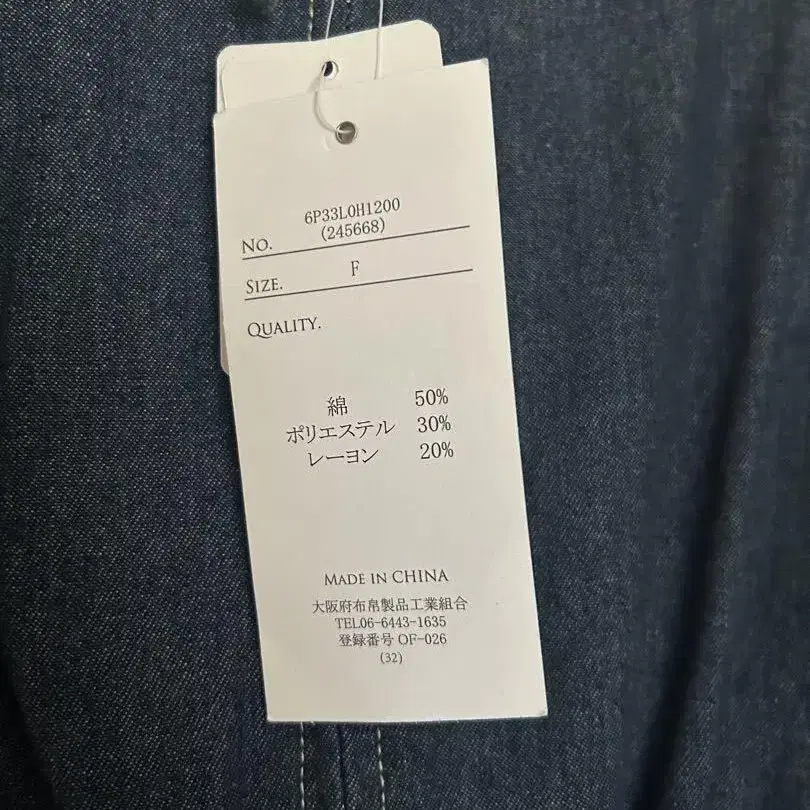 6P33L0H1200
NO. (245668)
SIZE. F
QUALITY.
綿 50%
ポリエステル 30%
レーヨン 20%
MADE IN CHINA
大阪府布帛製品工業組合
TEL06-6443-1635
登録番号 OF-026
(32)